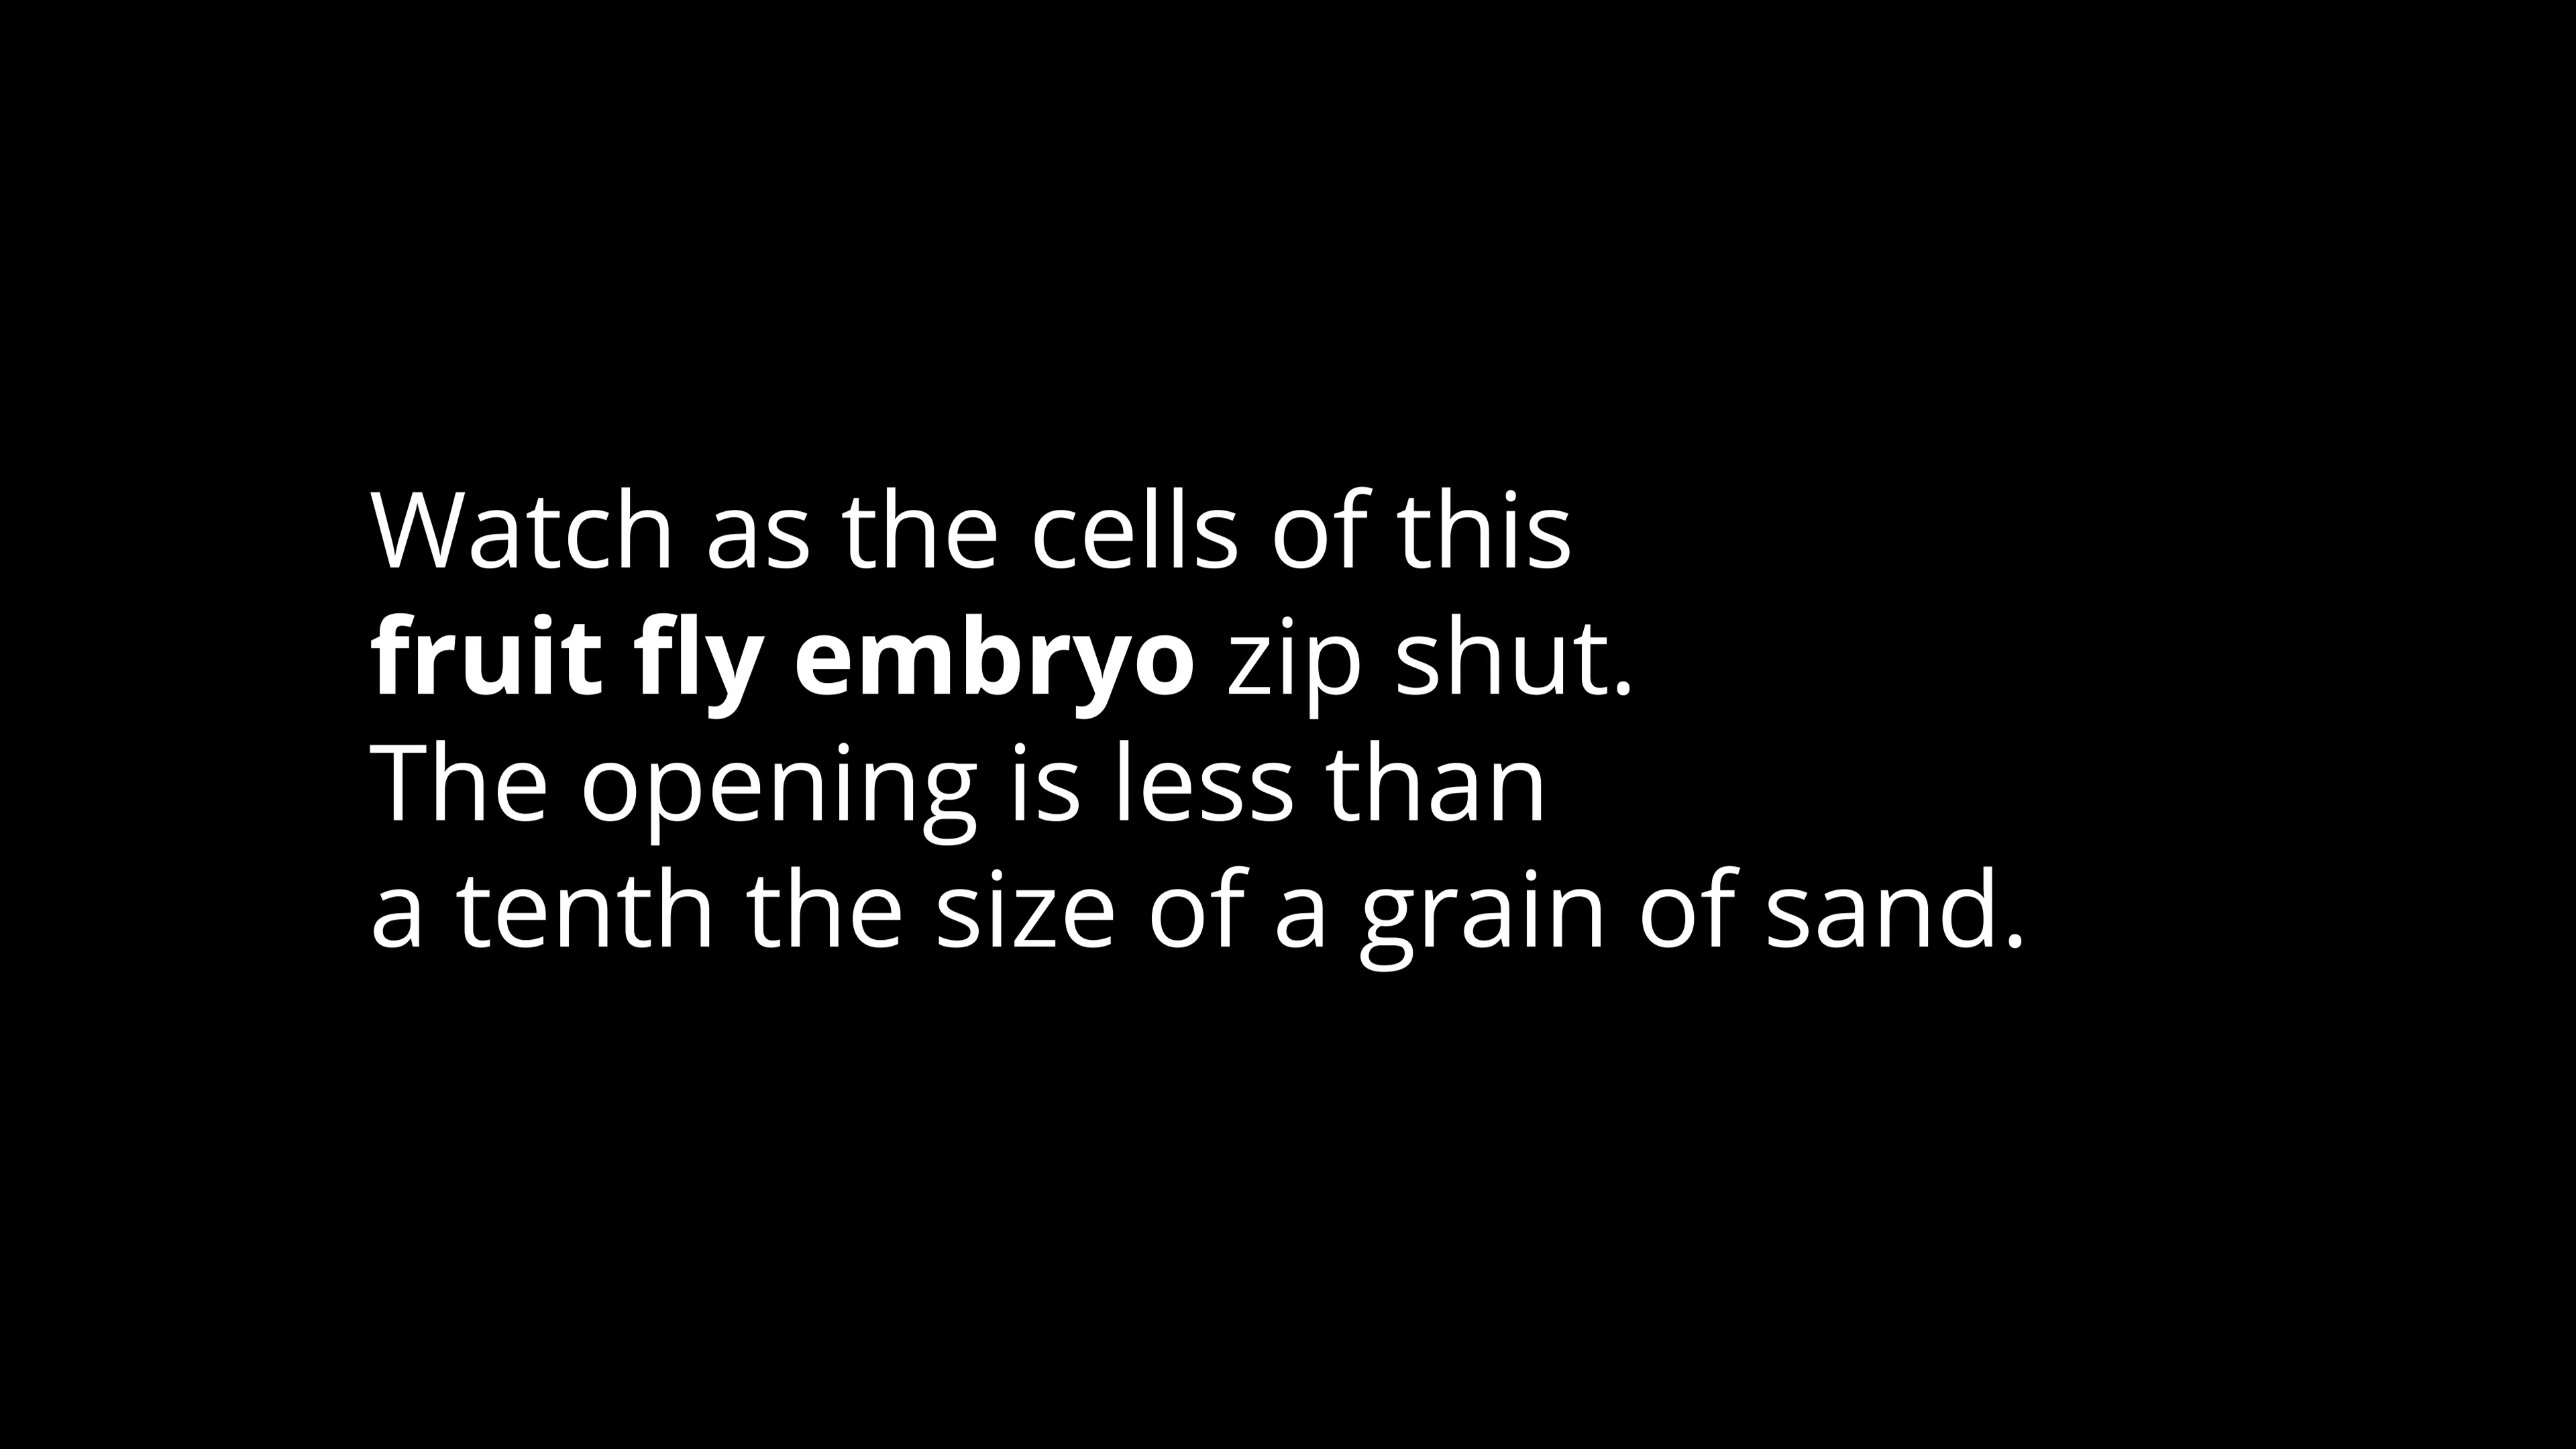 Watch as the cells of this
fruit fly embryo zip shut.
The opening is less than
a tenth the size of a grain of sand.